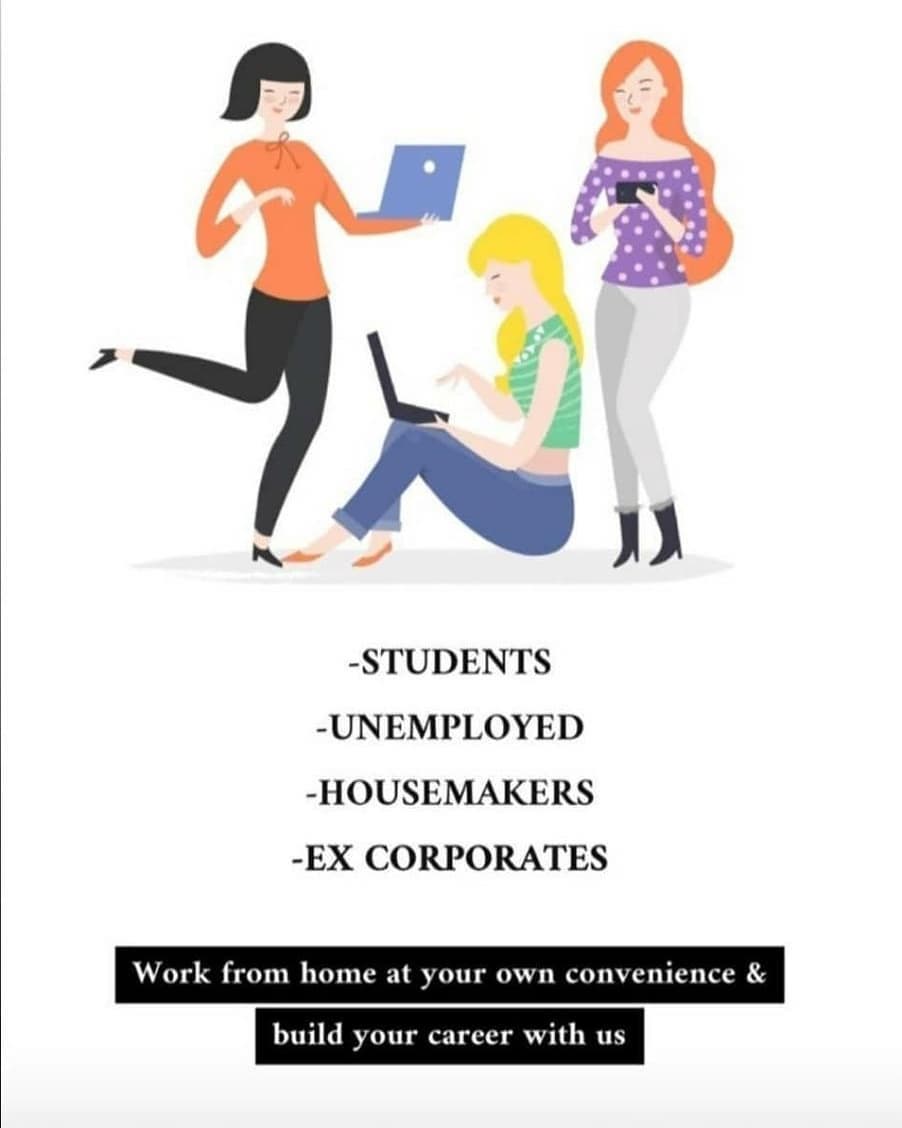 -STUDENTS
-UNEMPLOYED
-HOUSEMAKERS
-EX CORPORATES
Work from home at your own convenience &
build your career with us